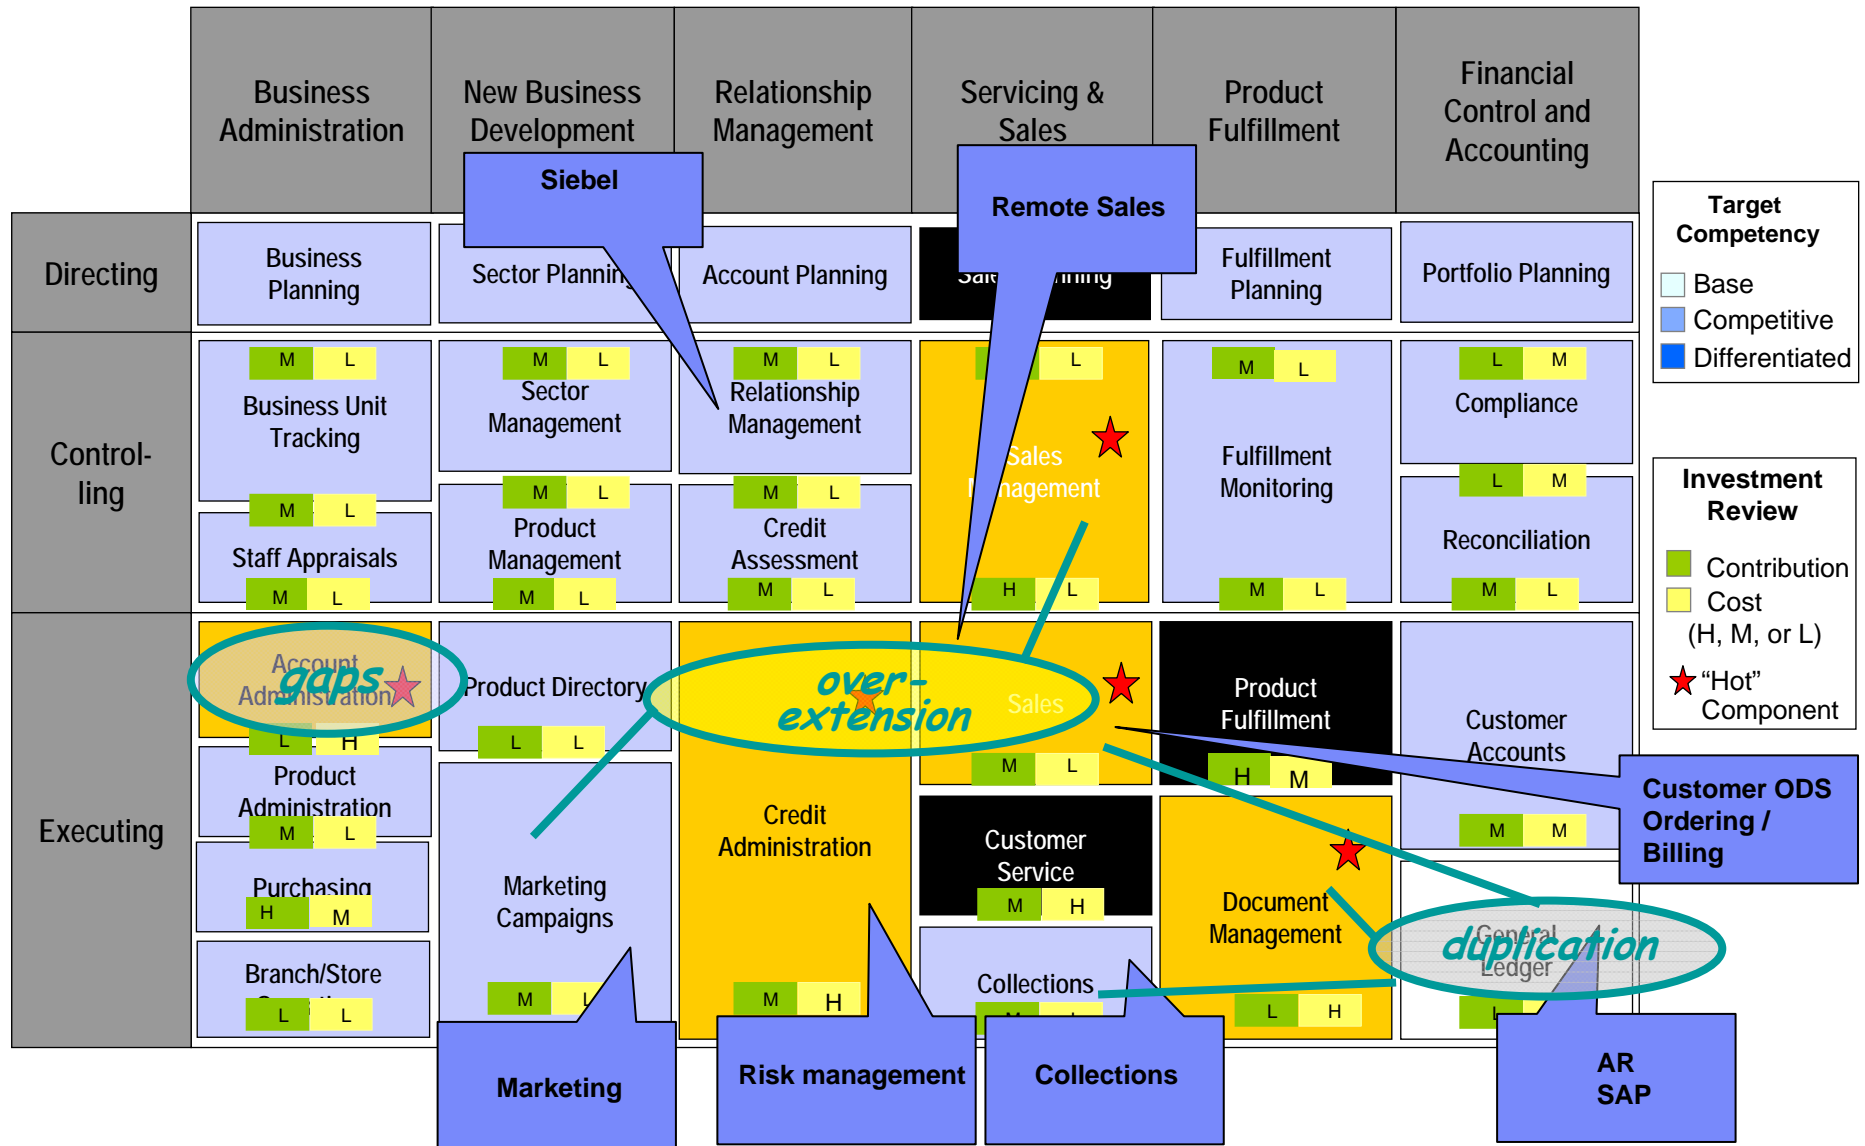 Business
Administration
New Business
Development
Relationship
Management
Servicing &
Sales
Product
Fulfillment
Financial
Control and
Accounting
Siebel
Remote Sales
Directing
Business
Planning
Sector Planning
Account Planning
Fulfillment
Planning
Portfolio Planning
Target
Competency
Base
Competitive
Differentiated
Control-
ling
M L
Business Unit
Tracking
M L
Staff Appraisals
M L
M L
Sector
Management
M L
Product
Management
M L
M L
Relationship
Management
M L
Credit
Assessment
M L
L
Sales
Management
H L
M L
Fulfillment
Monitoring
M L
L M
Compliance
L M
Reconciliation
M L
Investment
Review
Contribution
Cost
(H, M, or L)
"Hot"
Component
Executing
Account
Administration
gaps
L H
Product
Administration
M L
Purchasing
H M
Branch/Store
L L
Product Directory
L L
Marketing
Campaigns
M L
over-
extension
Credit
Administration
M H
Sales
M L
Customer
Service
M H
Collections
Product
Fulfillment
H M
Document
Management
L H
Customer
Accounts
M M
General
Ledger
duplication
L
Customer ODS
Ordering /
Billing
Marketing
Risk management
Collections
AR
SAP